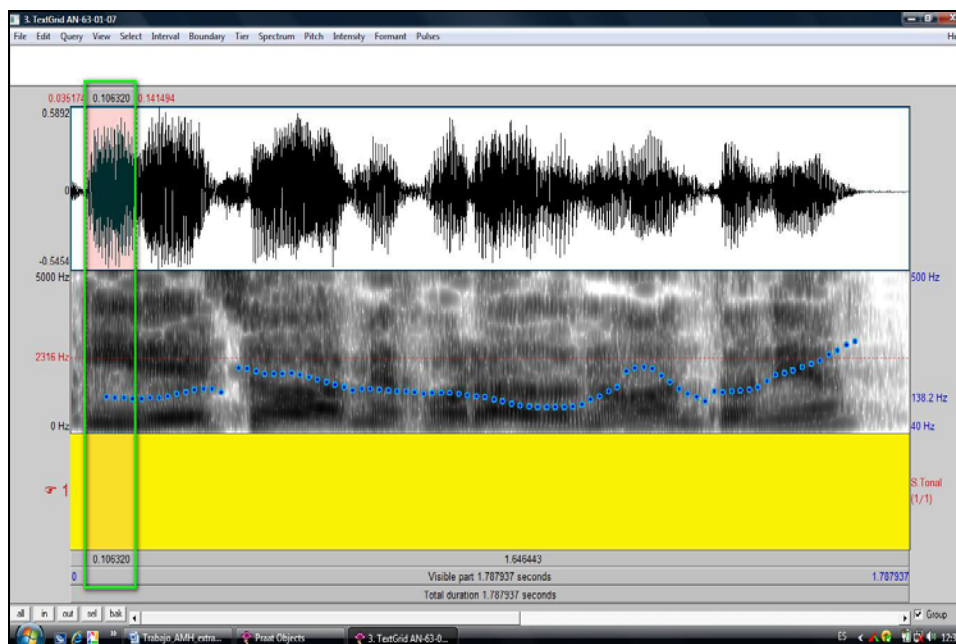 3. TextGrid AN-63-01-07
File Edit Query View Select Interval Boundary Tier Spectrum Pitch Intensity Formant Pulses He
0.035174 0.106320 0.141494
0.5892
0
-0.5454
5000 Hz 500 Hz
2316 Hz
138.2 Hz
0 Hz 40 Hz
1 S.Tonal
(1/1)
0.106320 1.646443
0 Visible part 1.787937 seconds 1.787937
Total duration 1.787937 seconds
all in out sel bak Group
Trabajo_AMH_extra... Praat Objects 3. TextGrid AN-63-0... ES